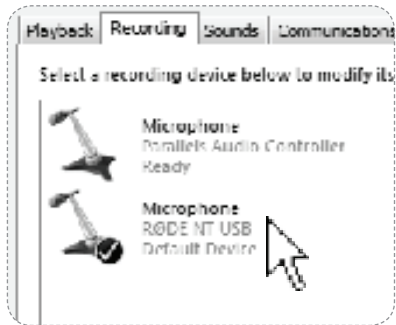 Playback Recording Sounds Communications
Select a recording device below to modify its
Microphone
Parallels Audio Controller
Ready
Microphone
RØDE NT USB
Default Device